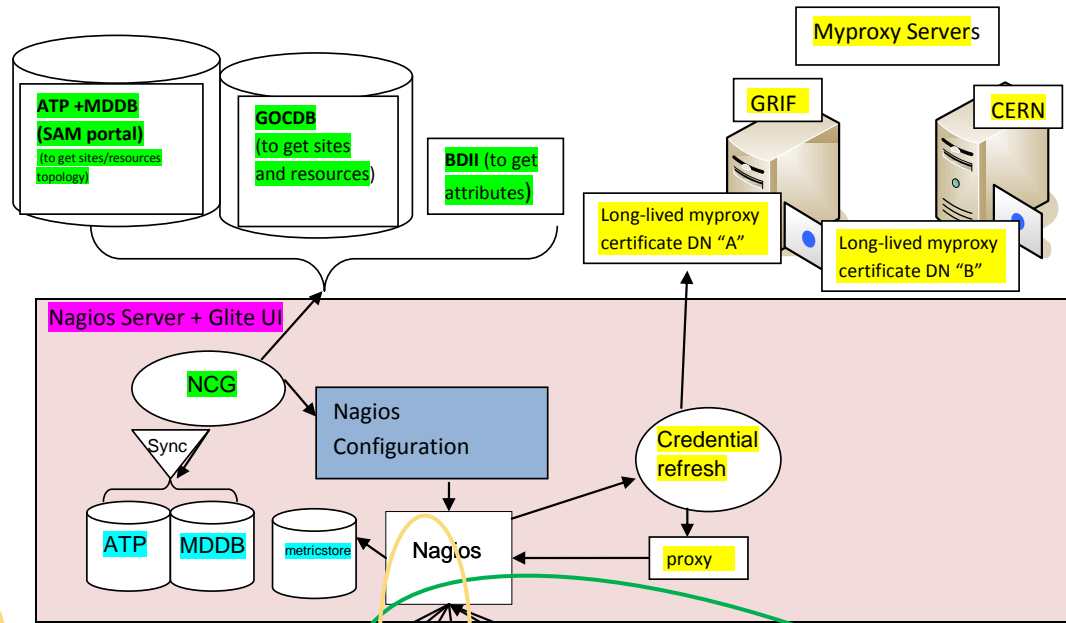 Myproxy Servers
ATP +MDDB
(SAM portal)
(to get sites/resources
topology)
GOCDB
(to get sites
and resources)
BDII (to get
attributes)
GRIF
CERN
Long-lived myproxy
certificate DN “A”
Long-lived myproxy
certificate DN “B”
Nagios Server + Glite UI
NCG
Nagios
Configuration
Sync
Credential
refresh
ATP
MDDB
metricstore
Nagios
proxy